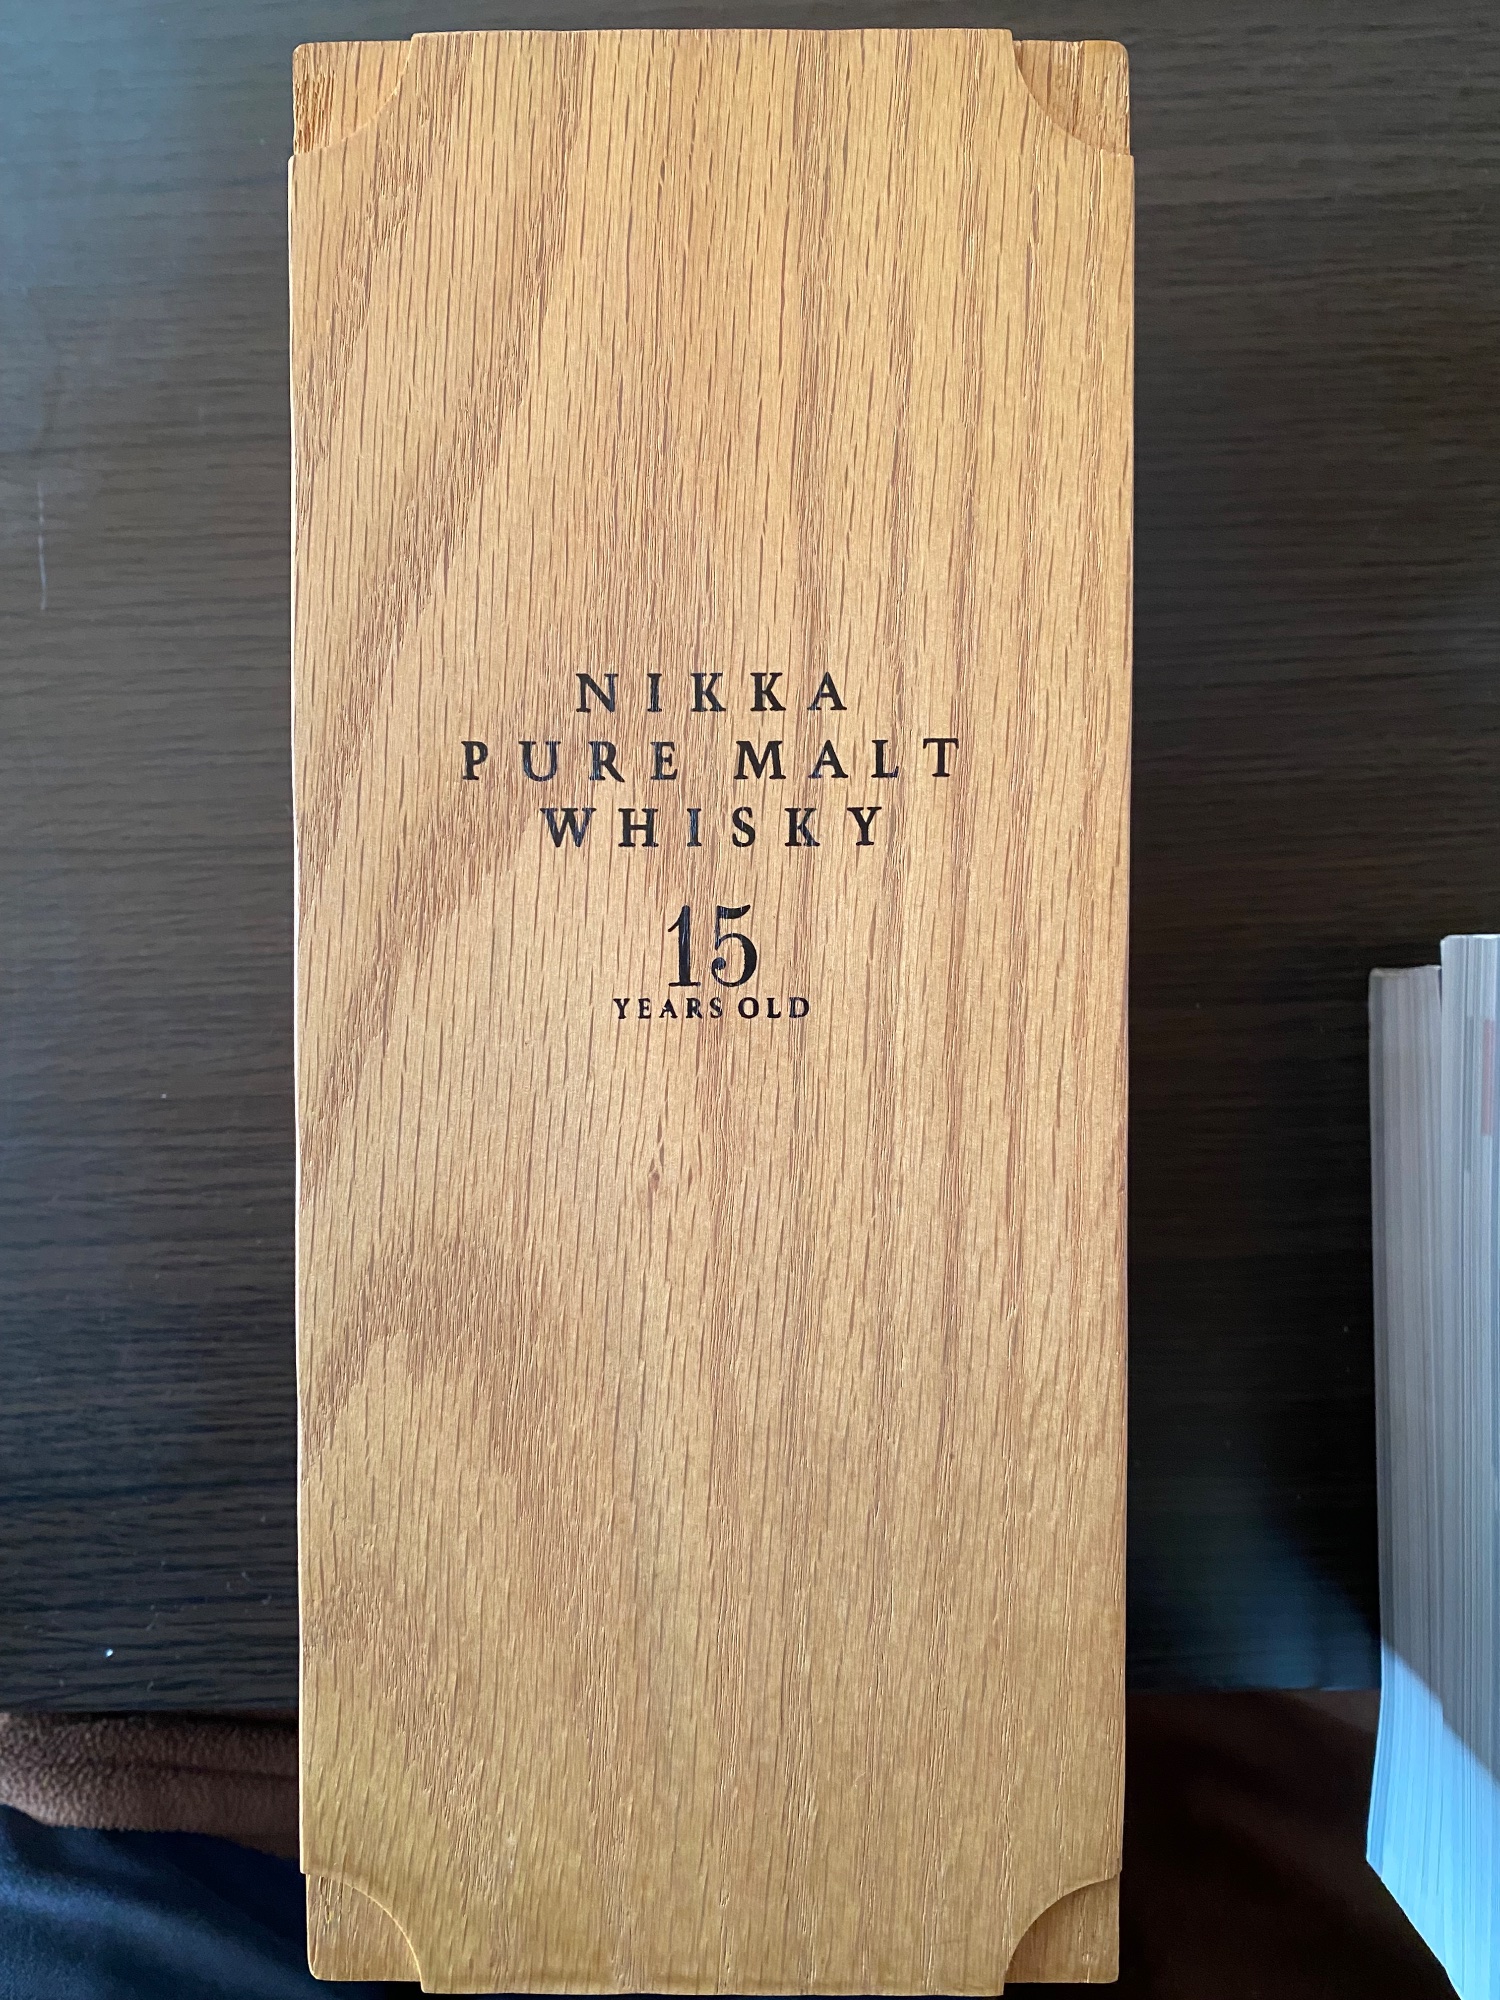 NIKKA
PURE MALT
WHISKY
15
YEARS OLD